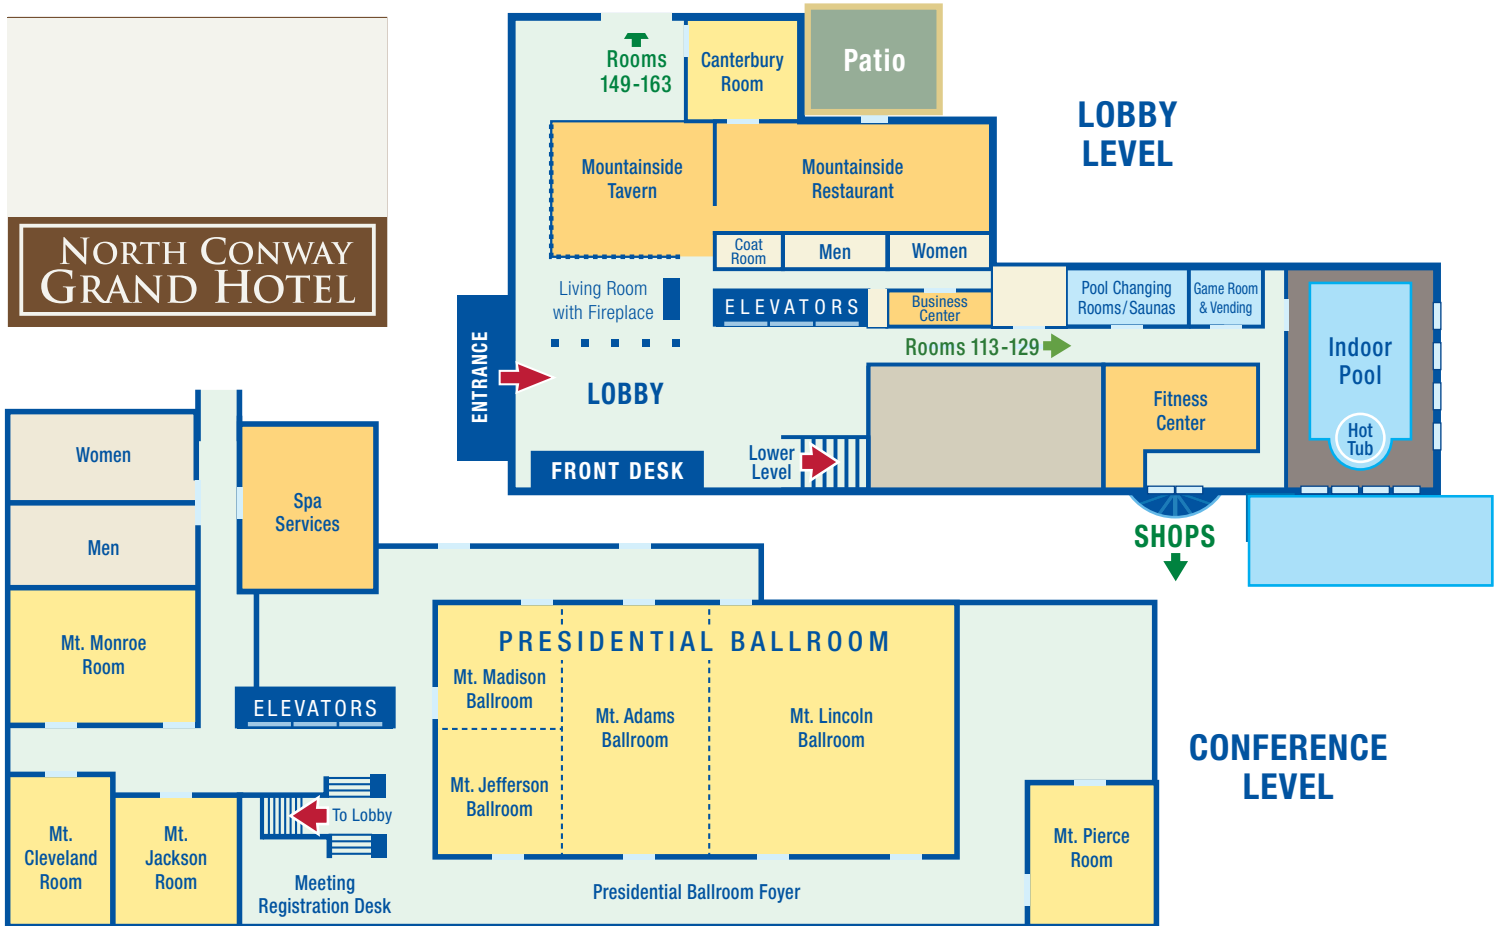 NORTH CONWAY
GRAND HOTEL
LOBBY
LEVEL
Rooms
149-163
Canterbury
Room
Patio
Mountainside
Tavern
Mountainside
Restaurant
Coat
Room
Men
Women
Living Room
with Fireplace
ELEVATORS
Business
Center
Pool Changing
Rooms/Saunas
Game Room
& Vending
Rooms 113-129
Indoor
Pool
Hot
Tub
ENTRANCE
LOBBY
Fitness
Center
FRONT DESK
Lower
Level
SHOPS
Women
Men
Spa
Services
Mt. Monroe
Room
ELEVATORS
PRESIDENTIAL BALLROOM
Mt. Madison
Ballroom
Mt. Adams
Ballroom
Mt. Lincoln
Ballroom
Mt. Jefferson
Ballroom
CONFERENCE
LEVEL
To Lobby
Mt.
Cleveland
Room
Mt.
Jackson
Room
Meeting
Registration Desk
Presidential Ballroom Foyer
Mt. Pierce
Room